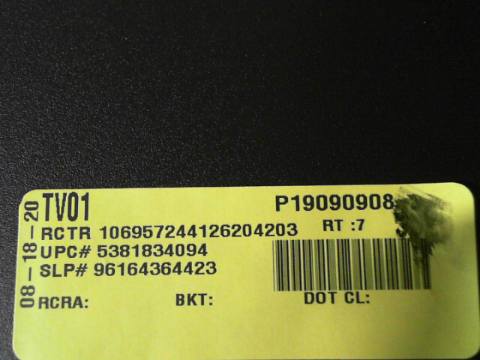 TV01 P19090908
RCTR 106957244126204203 RT :7
UPC# 5381834094
SLP# 96164364423
RCRA: BKT: DOT CL:
08-18-20